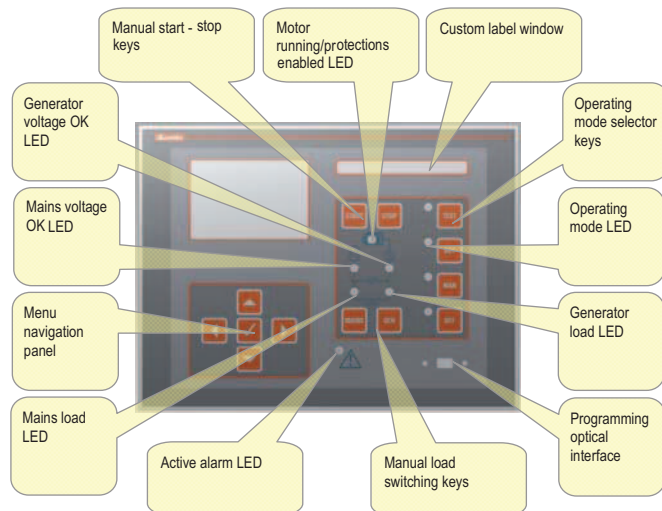 Manual start - stop
keys
Motor
running/protections
enabled LED
Custom label window
Generator
voltage OK
LED
Operating
mode selector
keys
Mains voltage
OK LED
Operating
mode LED
Menu
navigation
panel
Generator
load LED
Mains load
LED
Active alarm LED
Manual load
switching keys
Programming
optical
interface
START
STOP
TEST
MAN
MAINS
GEN
OFF